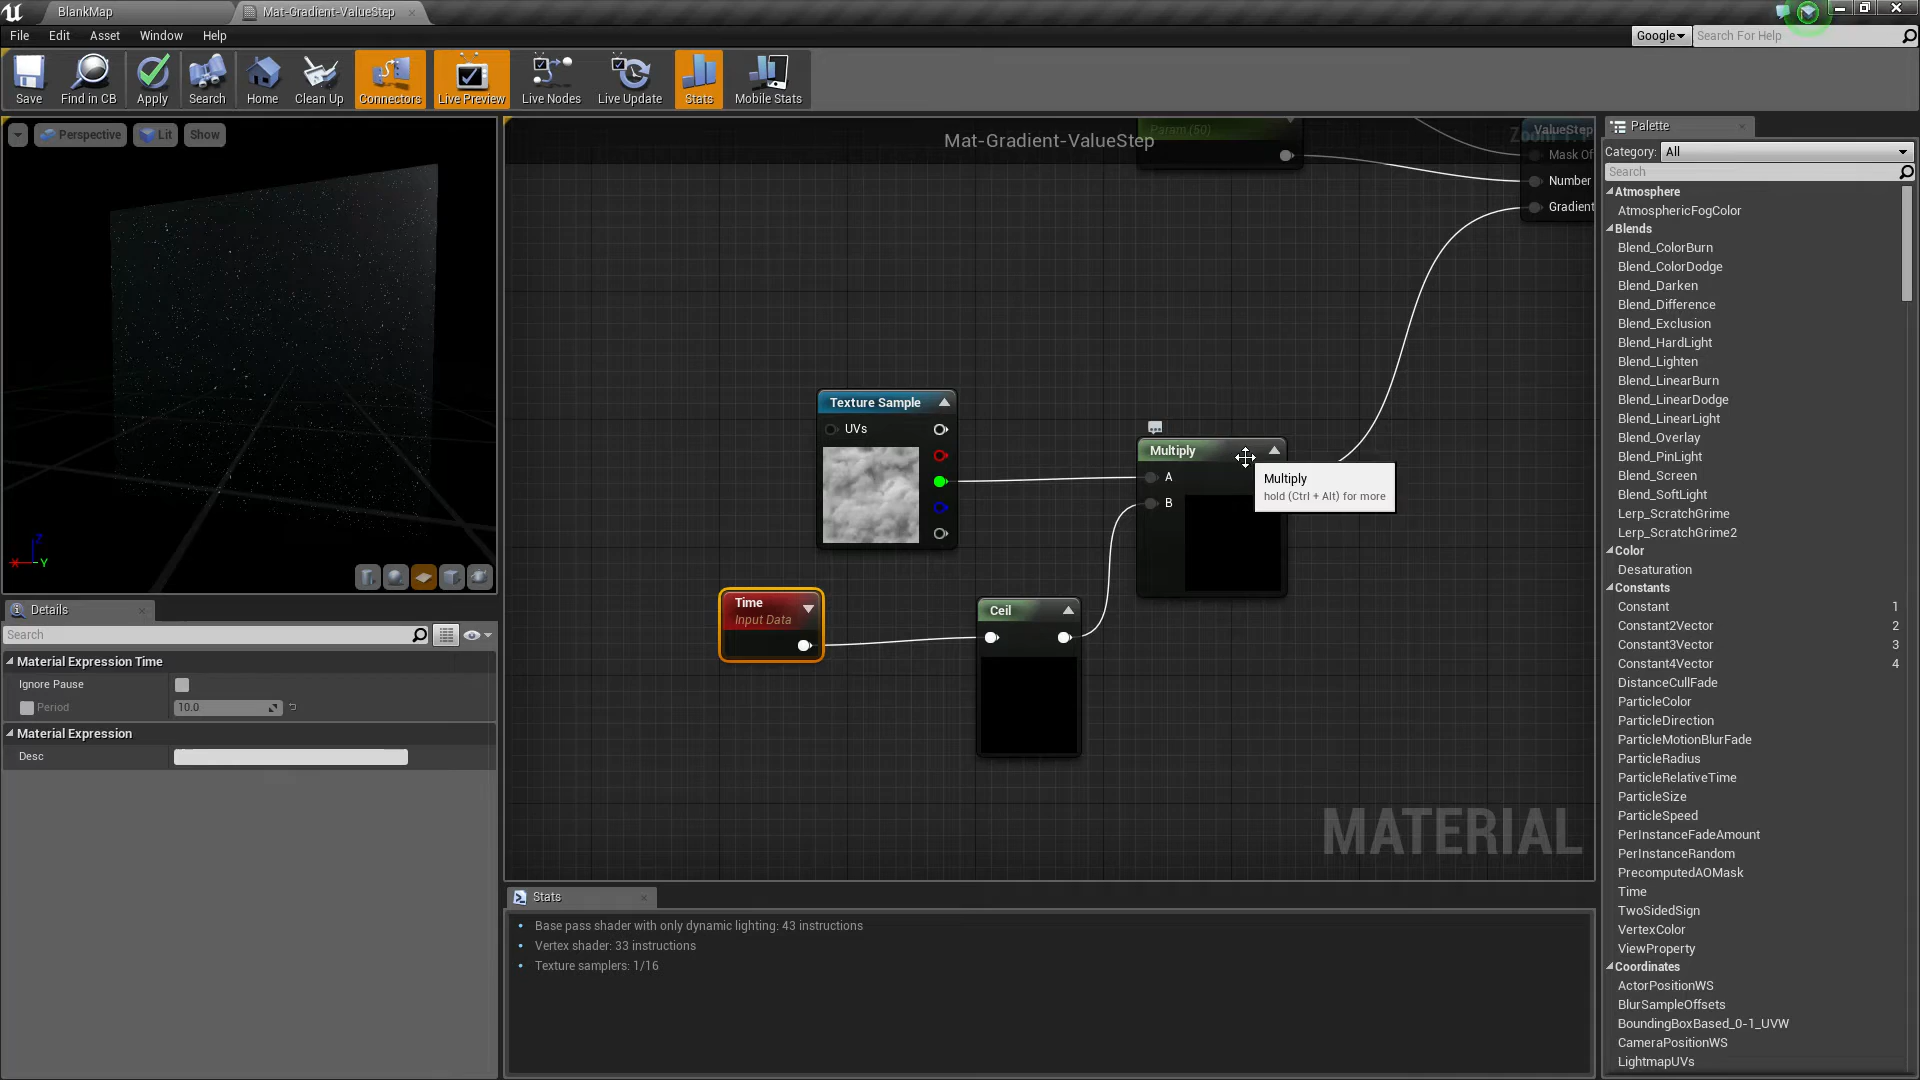 BlankMap
Mat-Gradient-ValueStep
File
Edit
Asset
Window
Help
Google
Search For Help
Save
Find in CB
Apply
Search
Home
Clean Up
Connectors
Live Preview
Live Nodes
Live Update
Stats
Mobile Stats
Perspective
Lit
Show
X
Z
Y
Details
Search
Material Expression Time
Ignore Pause
Period
10.0
Material Expression
Desc
Mat-Gradient-ValueStep
Param (50)
ValueStep
Mask Of
Number
Gradient
Texture Sample
UVs
Multiply
A
B
Multiply
hold (Ctrl + Alt) for more
Time
Input Data
Ceil
MATERIAL
Stats
Base pass shader with only dynamic lighting: 43 instructions
Vertex shader: 33 instructions
Texture samplers: 1/16
Palette
Category:
All
Search
Atmosphere
AtmosphericFogColor
Blends
Blend_ColorBurn
Blend_ColorDodge
Blend_Darken
Blend_Difference
Blend_Exclusion
Blend_HardLight
Blend_Lighten
Blend_LinearBurn
Blend_LinearDodge
Blend_LinearLight
Blend_Overlay
Blend_PinLight
Blend_Screen
Blend_SoftLight
Lerp_ScratchGrime
Lerp_ScratchGrime2
Color
Desaturation
Constants
Constant 1
Constant2Vector 2
Constant3Vector 3
Constant4Vector 4
DistanceCullFade
ParticleColor
ParticleDirection
ParticleMotionBlurFade
ParticleRadius
ParticleRelativeTime
ParticleSize
ParticleSpeed
PerInstanceFadeAmount
PerInstanceRandom
PrecomputedAOMask
Time
TwoSidedSign
VertexColor
ViewProperty
Coordinates
ActorPositionWS
BlurSampleOffsets
BoundingBoxBased_0-1_UVW
CameraPositionWS
LightmapUVs